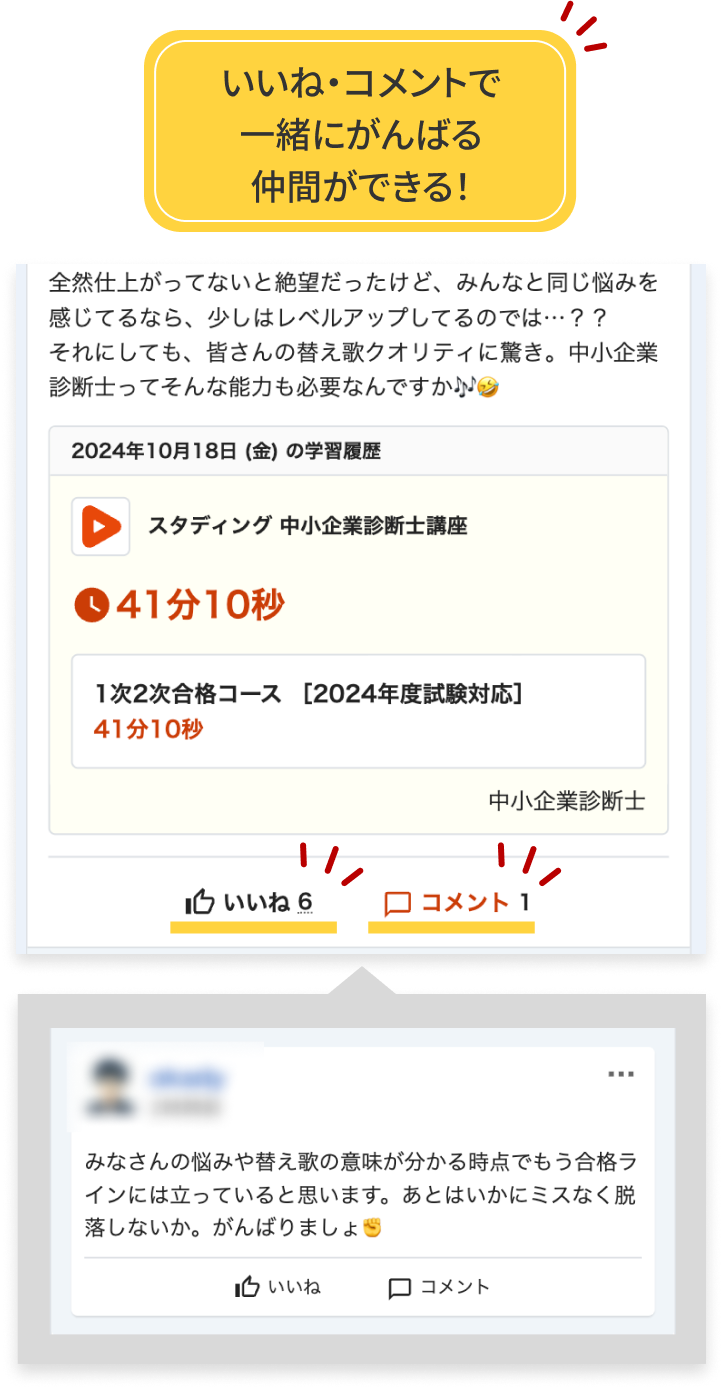 いいね・コメントで
一緒にがんばる
仲間ができる!
全然仕上がってないと絶望だったけど、みんなと同じ悩みを
感じてるなら、少しはレベルアップしてるのでは…？？
それにしても、皆さんの替え歌クオリティに驚き。中小企業
診断士ってそんな能力も必要なんですか🎶🤣
2024年10月18日 (金) の学習履歴
スタディング 中小企業診断士講座
41分10秒
1次2次合格コース ［2024年度試験対応］
41分10秒
中小企業診断士
いいね 6 コメント 1
みなさんの悩みや替え歌の意味が分かる時点でもう合格ラ
インには立っていると思います。あとはいかにミスなく脱
落しないか。がんばりましょ✊
いいね コメント